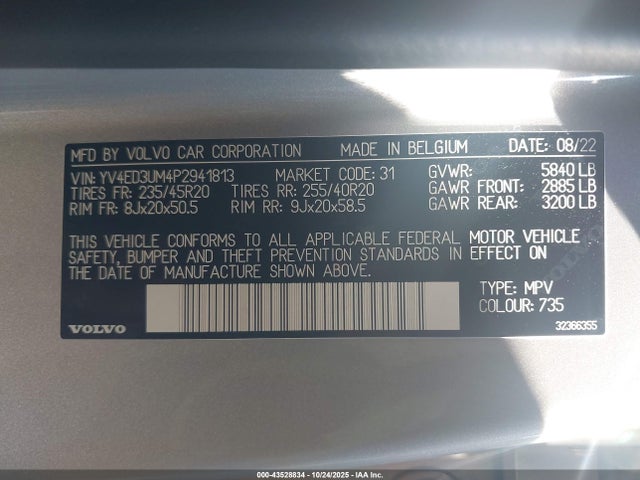 MFD BY VOLVO CAR CORPORATION MADE IN BELGIUM DATE: 08/22
VIN: YV4ED3UM4P2941813 MARKET CODE: 31 GVWR: 5840 LB
TIRES FR: 235/45R20 TIRES RR: 255/40R20 GAWR FRONT: 2885 LB
RIM FR: 8Jx20x50.5 RIM RR: 9Jx20x58.5 GAWR REAR: 3200 LB
THIS VEHICLE CONFORMS TO ALL APPLICABLE FEDERAL MOTOR VEHICLE
SAFETY, BUMPER AND THEFT PREVENTION STANDARDS IN EFFECT ON
THE DATE OF MANUFACTURE SHOWN ABOVE.
TYPE: MPV
COLOUR: 735
VOLVO 32366355
000-43528834 - 10/24/2025 - IAA Inc.